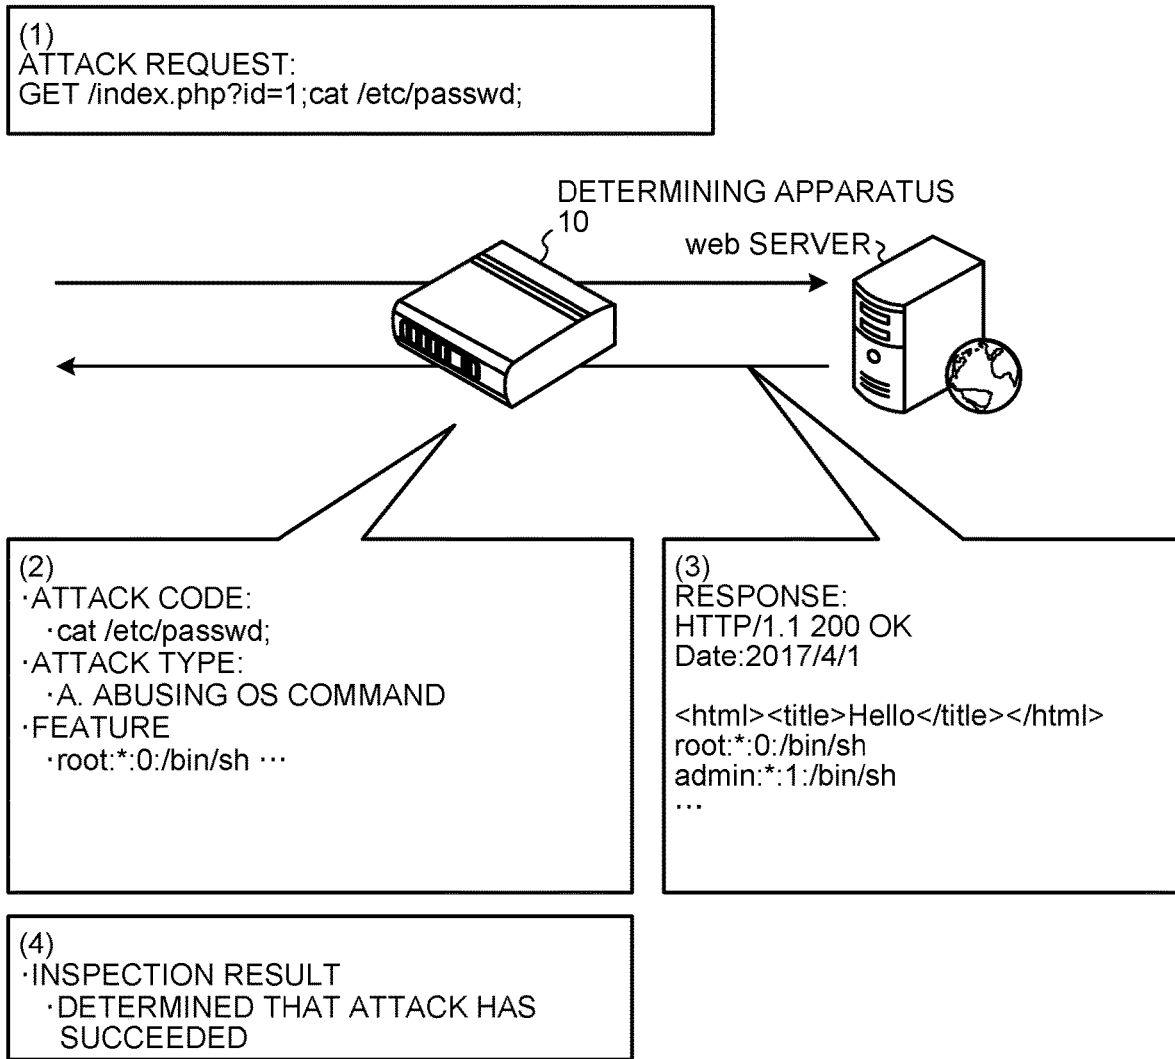 (1)
ATTACK REQUEST:
GET /index.php?id=1;cat /etc/passwd;
DETERMINING APPARATUS
10
web SERVER
(2)
·ATTACK CODE:
·cat /etc/passwd;
·ATTACK TYPE:
·A. ABUSING OS COMMAND
·FEATURE
·root:*:0:/bin/sh ···
(3)
RESPONSE:
HTTP/1.1 200 OK
Date:2017/4/1
<html><title>Hello</title></html>
root:*:0:/bin/sh
admin:*:1:/bin/sh
···
(4)
·INSPECTION RESULT
·DETERMINED THAT ATTACK HAS
SUCCEEDED